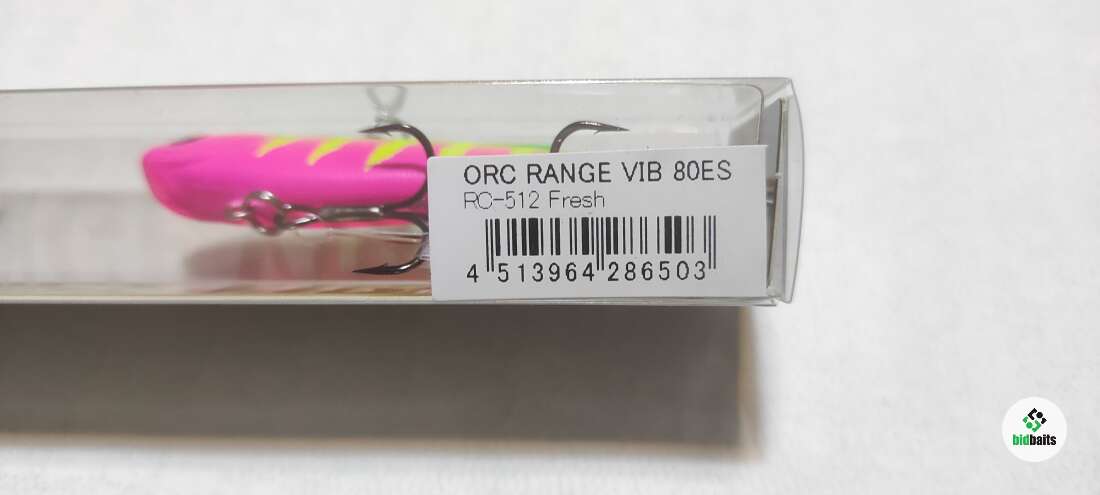 ORC RANGE VIB 80ES
RC-512 Fresh
4 513964 286503
bidbaits